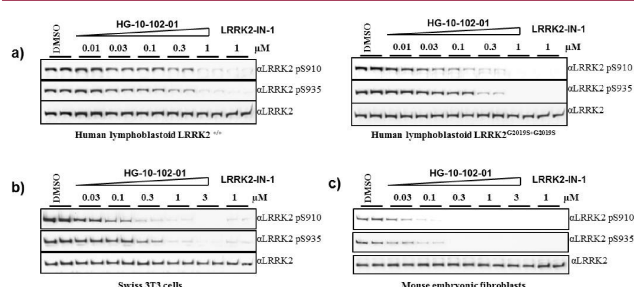 a)
HG-10-102-01 LRRK2-IN-1
DMSO 0.01 0.03 0.1 0.3 1 1 µM
αLRRK2 pS910
αLRRK2 pS935
αLRRK2
Human lymphoblastoid LRRK2 +/+
HG-10-102-01 LRRK2-IN-1
DMSO 0.01 0.03 0.1 0.3 1 1 µM
αLRRK2 pS910
αLRRK2 pS935
αLRRK2
Human lymphoblastoid LRRK2 G2019S+G2019S
b)
HG-10-102-01 LRRK2-IN-1
DMSO 0.03 0.1 0.3 1 3 1 µM
αLRRK2 pS910
αLRRK2 pS935
αLRRK2
Swiss 3T3 cells
c)
HG-10-102-01 LRRK2-IN-1
DMSO 0.03 0.1 0.3 1 3 1 µM
αLRRK2 pS910
αLRRK2 pS935
αLRRK2
Mouse embryonic fibroblasts